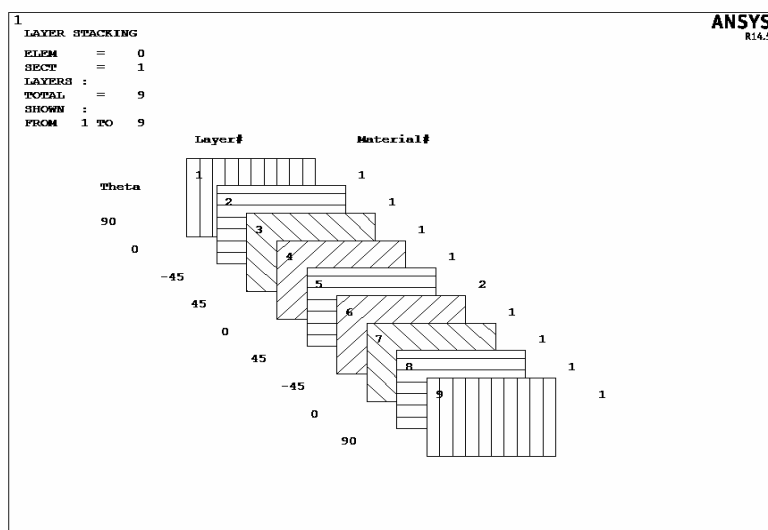 1
ANSYS
R14.5
LAYER STACKING
ELEM = 0
SECT = 1
LAYERS :
TOTAL = 9
SHOWN :
FROM 1 TO 9
Layer# Material#
Theta
1 1
90
2 1
0
3 1
-45
4 1
45
5 2
0
6 1
45
7 1
-45
8 1
0
9 1
90